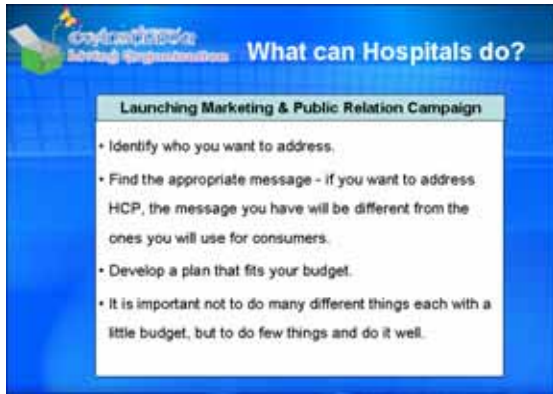 What can Hospitals do?
Launching Marketing & Public Relation Campaign
• Identify who you want to address.
• Find the appropriate message - if you want to address
HCP, the message you have will be different from the
ones you will use for consumers.
• Develop a plan that fits your budget.
• It is important not to do many different things each with a
little budget, but to do few things and do it well.